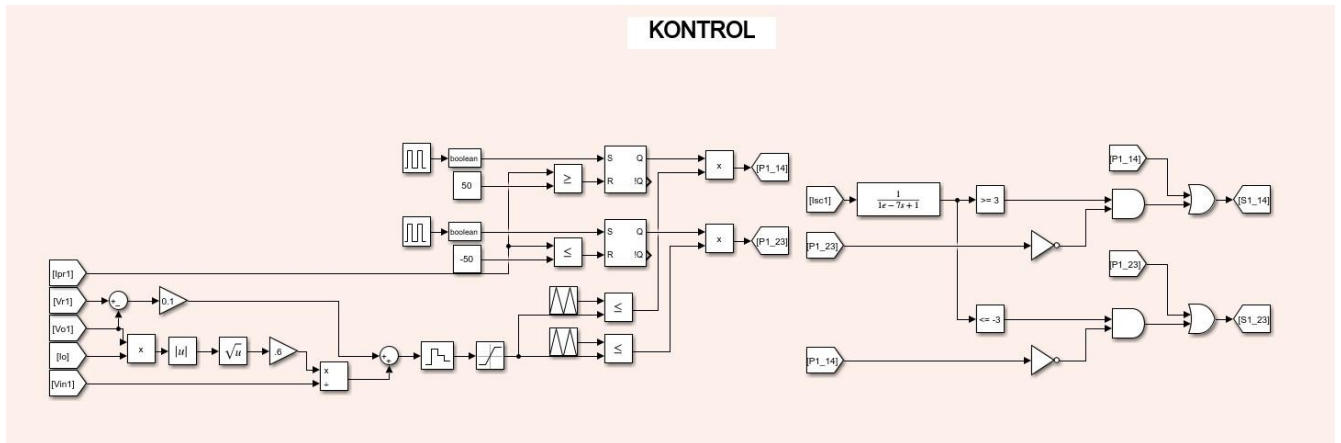 KONTROL
boolean
50
≥
S Q
R !Q
x
[P1_14]
boolean
-50
≤
S Q
R !Q
x
[P1_23]
[Ipr1]
[Vr1]
[Vo1]
[Io]
[Vin1]
+-
0.1
x
|u|
√u
.6
x
÷
++
≤
≤
[Isc1]
1
1e − 7s + 1
>= 3
[P1_14]
[S1_14]
[P1_23]
[P1_23]
<= -3
[S1_23]
[P1_14]